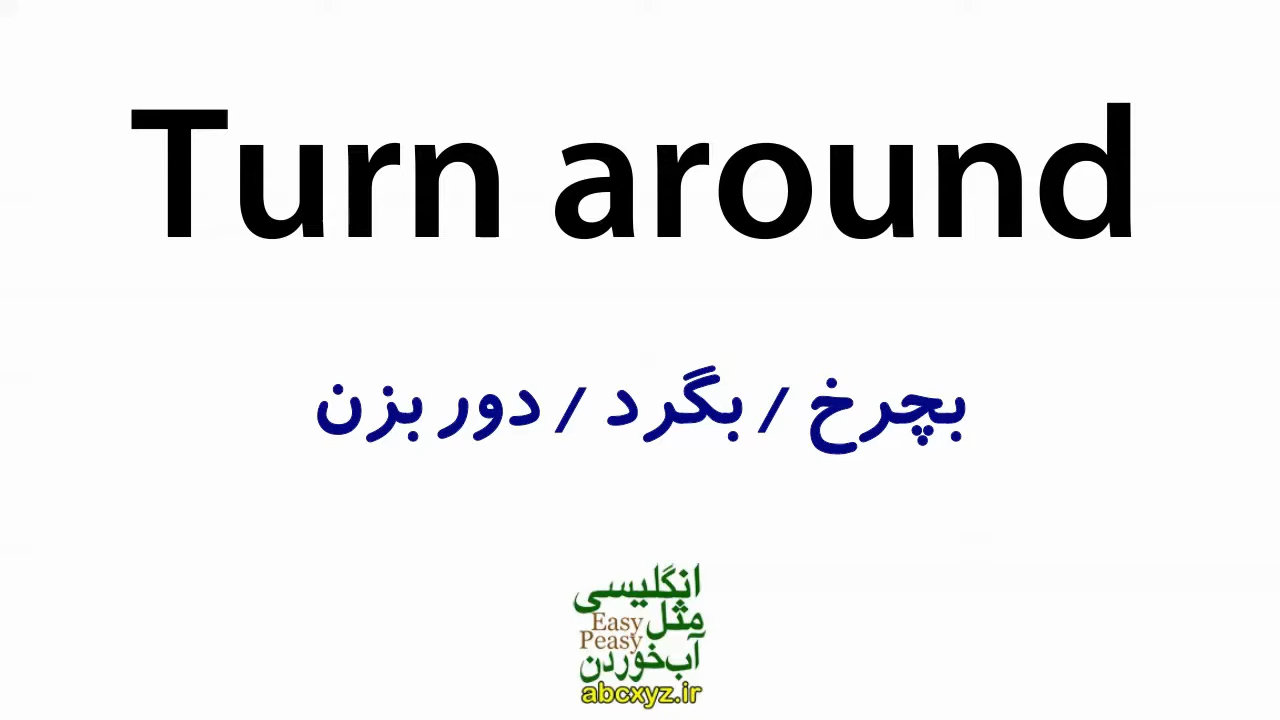 Turn around
بچرخ / بگرد / دور بزن
انگلیسی
مثل Easy
Peasy
آب‌خوردن
abcxyz.ir